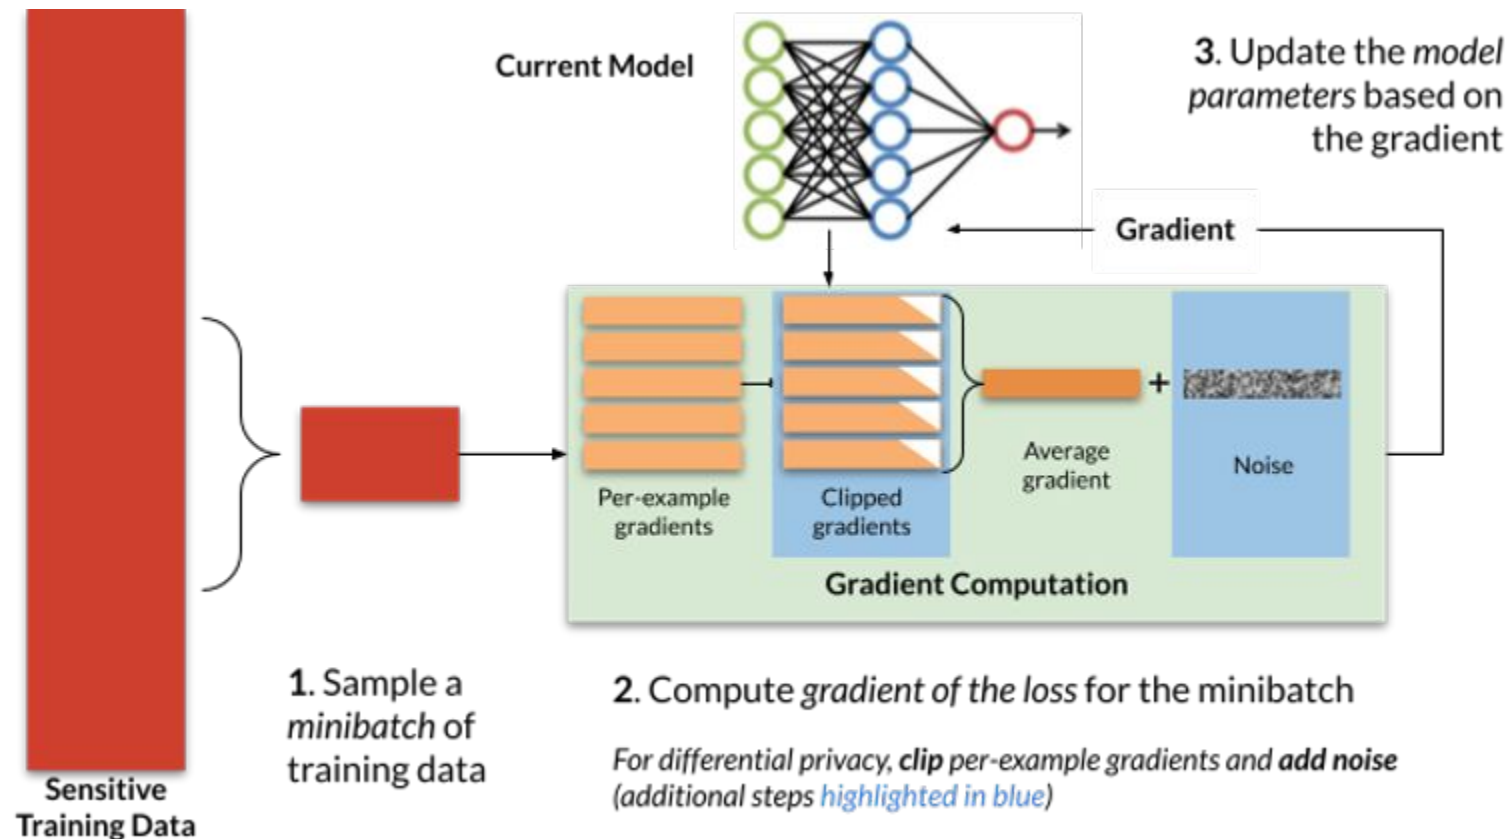 Current Model
3. Update the model
parameters based on
the gradient
Gradient
Per-example
gradients
Clipped
gradients
Average
gradient
+
Noise
Gradient Computation
Sensitive
Training Data
1. Sample a
minibatch of
training data
2. Compute gradient of the loss for the minibatch
For differential privacy, clip per-example gradients and add noise
(additional steps highlighted in blue)